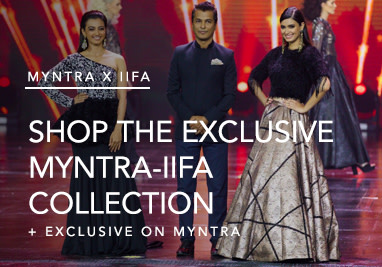 MYNTRA X IIFA
SHOP THE EXCLUSIVE
MYNTRA-IIFA
COLLECTION
+ EXCLUSIVE ON MYNTRA